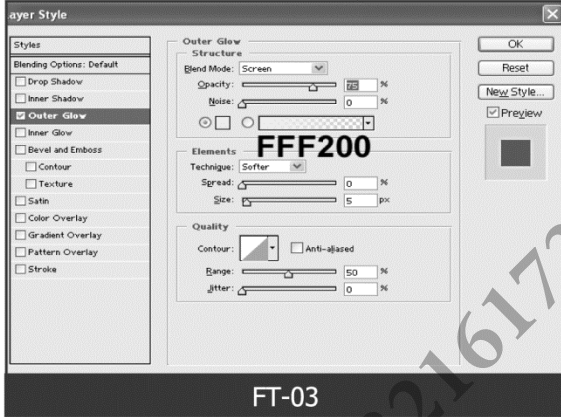 ayer Style
Styles
Blending Options: Default
Drop Shadow
Inner Shadow
Outer Glow
Inner Glow
Bevel and Emboss
Contour
Texture
Satin
Color Overlay
Gradient Overlay
Pattern Overlay
Stroke
Outer Glow
Structure
Blend Mode: Screen
Opacity: 75 %
Noise: 0 %
FFF200
Elements
Technique: Softer
Spread: 0 %
Size: 5 px
Quality
Contour: Anti-aliased
Range: 50 %
Jitter: 0 %
OK
Reset
New Style...
Preview
FT-03